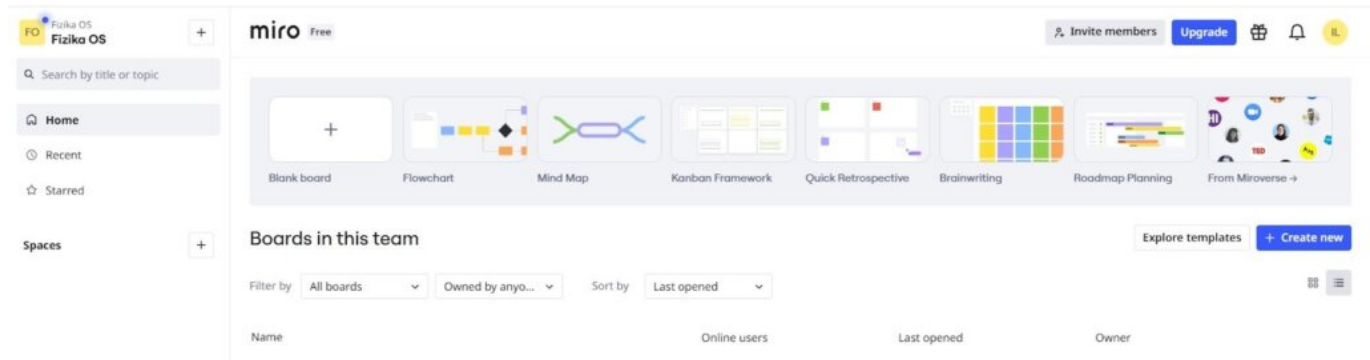 FO
Fizika OS
Fizika OS
+
miro Free
Invite members
Upgrade
IL
Search by title or topic
Home
Recent
Starred
Spaces
+
+
TED
Blank board
Flowchart
Mind Map
Kanban Framework
Quick Retrospective
Brainwriting
Roadmap Planning
From Miroverse →
Boards in this team
Explore templates
+ Create new
Filter by
All boards
Owned by anyo...
Sort by
Last opened
Name
Online users
Last opened
Owner